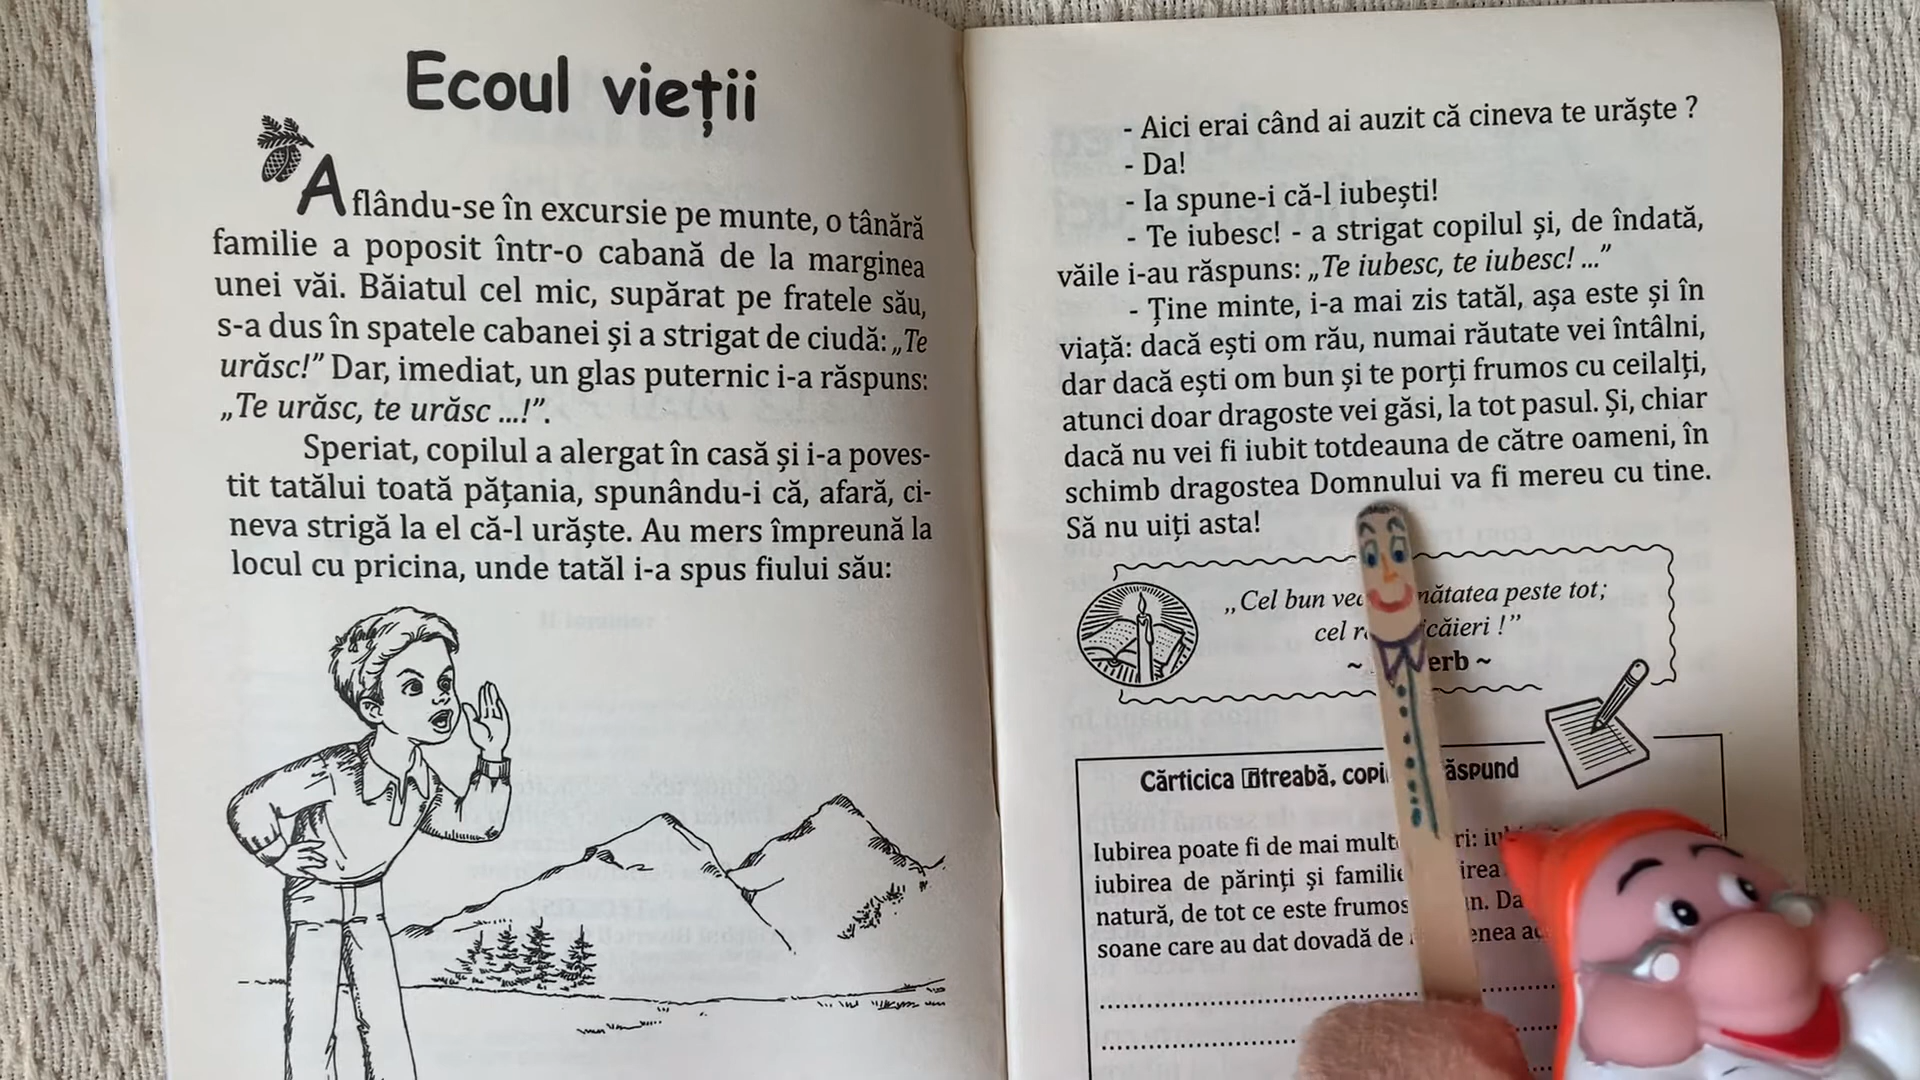 Ecoul vieții
Aflându-se în excursie pe munte, o tânără
familie a poposit într-o cabană de la marginea
unei văi. Băiatul cel mic, supărat pe fratele său,
s-a dus în spatele cabanei și a strigat de ciudă: „Te
urăsc!” Dar, imediat, un glas puternic i-a răspuns:
„Te urăsc, te urăsc ...!”.
Speriat, copilul a alergat în casă și i-a poves-
tit tatălui toată pățania, spunându-i că, afară, ci-
neva strigă la el că-l urăște. Au mers împreună la
locul cu pricina, unde tatăl i-a spus fiului său:
- Aici erai când ai auzit că cineva te urăște ?
- Da!
- Ia spune-i că-l iubești!
- Te iubesc! - a strigat copilul și, de îndată,
văile i-au răspuns: „Te iubesc, te iubesc! ...”
- Ține minte, i-a mai zis tatăl, așa este și în
viață: dacă ești om rău, numai răutate vei întâlni,
dar dacă ești om bun și te porți frumos cu ceilalți,
atunci doar dragoste vei găsi, la tot pasul. Și, chiar
dacă nu vei fi iubit totdeauna de către oameni, în
schimb dragostea Domnului va fi mereu cu tine.
Să nu uiți asta!
„Cel bun peste tot;
cel !”
~ ~
Cărticica
Iubirea poate fi de mai
iubirea de părinți și
natură, de tot ce este frumos
soane care au dat dovadă de